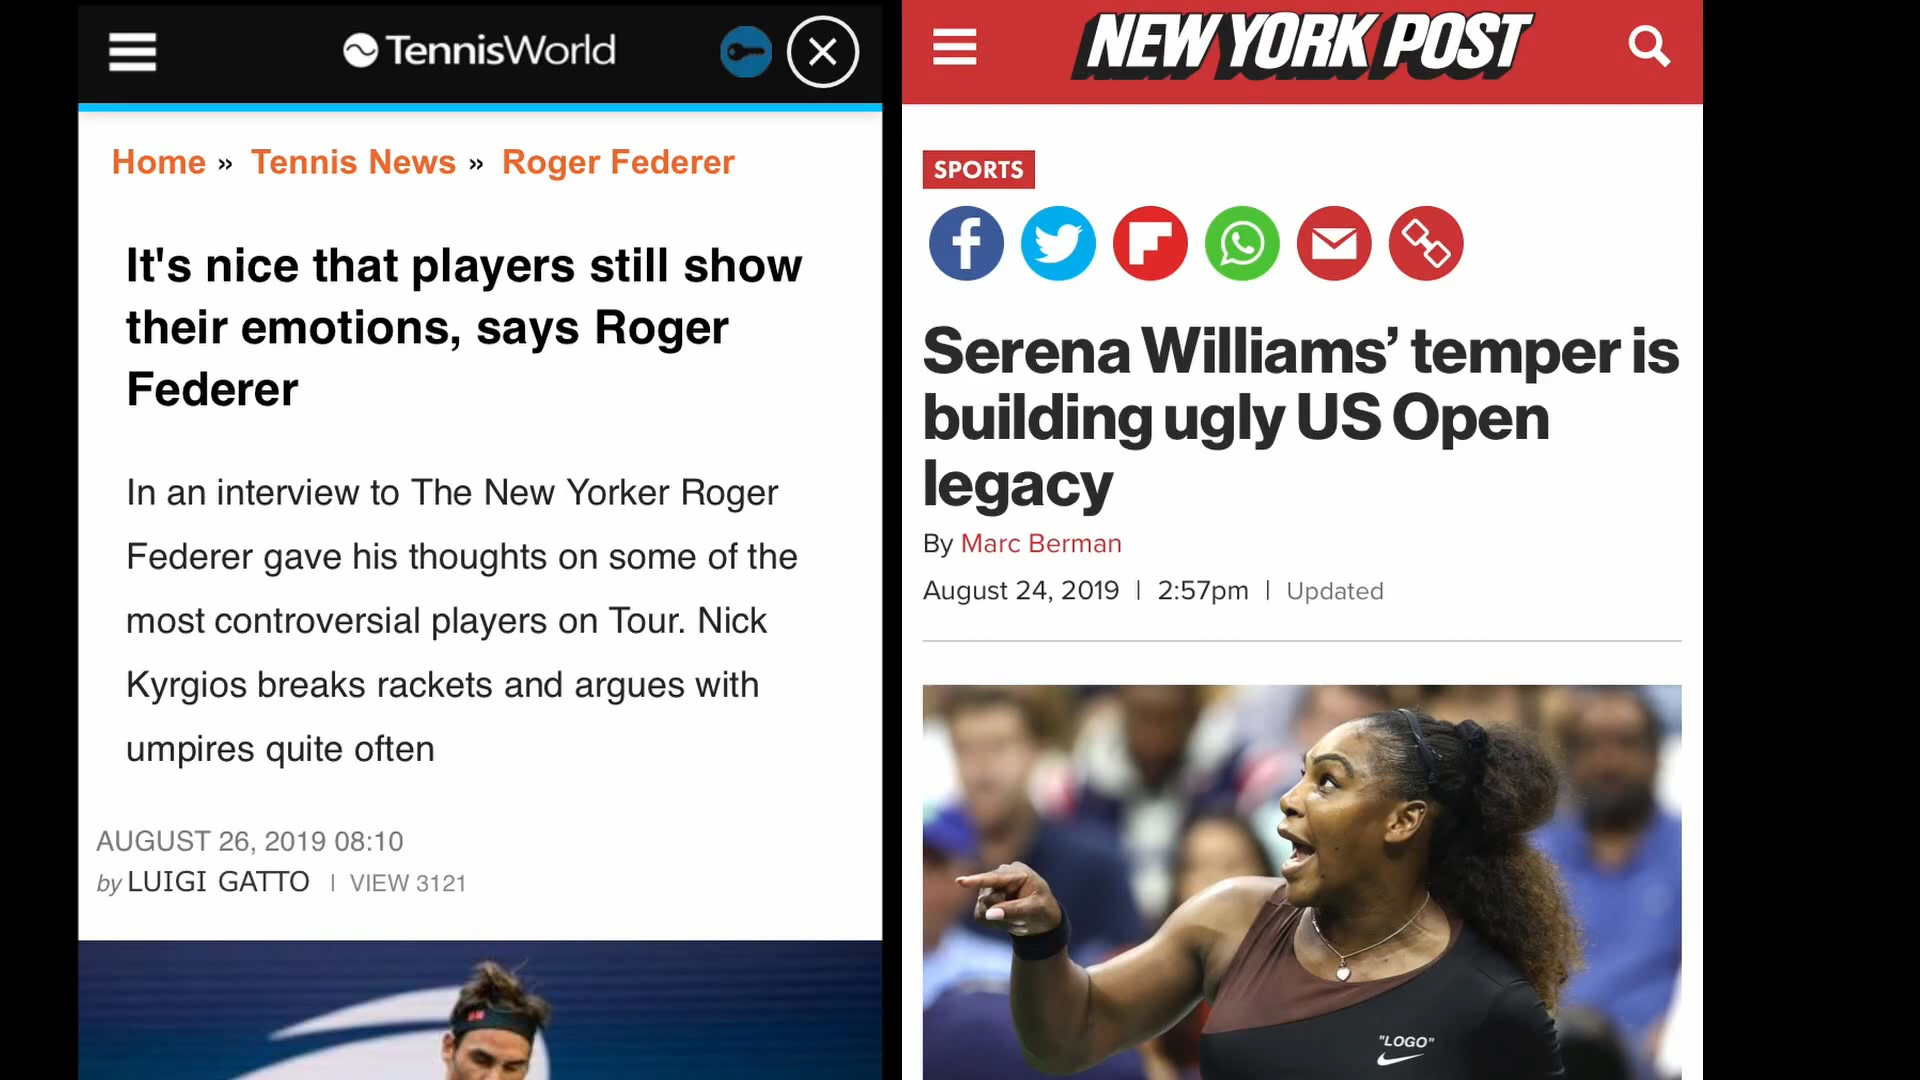 TennisWorld
Home » Tennis News » Roger Federer
It's nice that players still show
their emotions, says Roger
Federer
In an interview to The New Yorker Roger
Federer gave his thoughts on some of the
most controversial players on Tour. Nick
Kyrgios breaks rackets and argues with
umpires quite often
AUGUST 26, 2019 08:10
by LUIGI GATTO | VIEW 3121
NEW YORK POST
SPORTS
Serena Williams’ temper is
building ugly US Open
legacy
By Marc Berman
August 24, 2019 | 2:57pm | Updated
"LOGO"